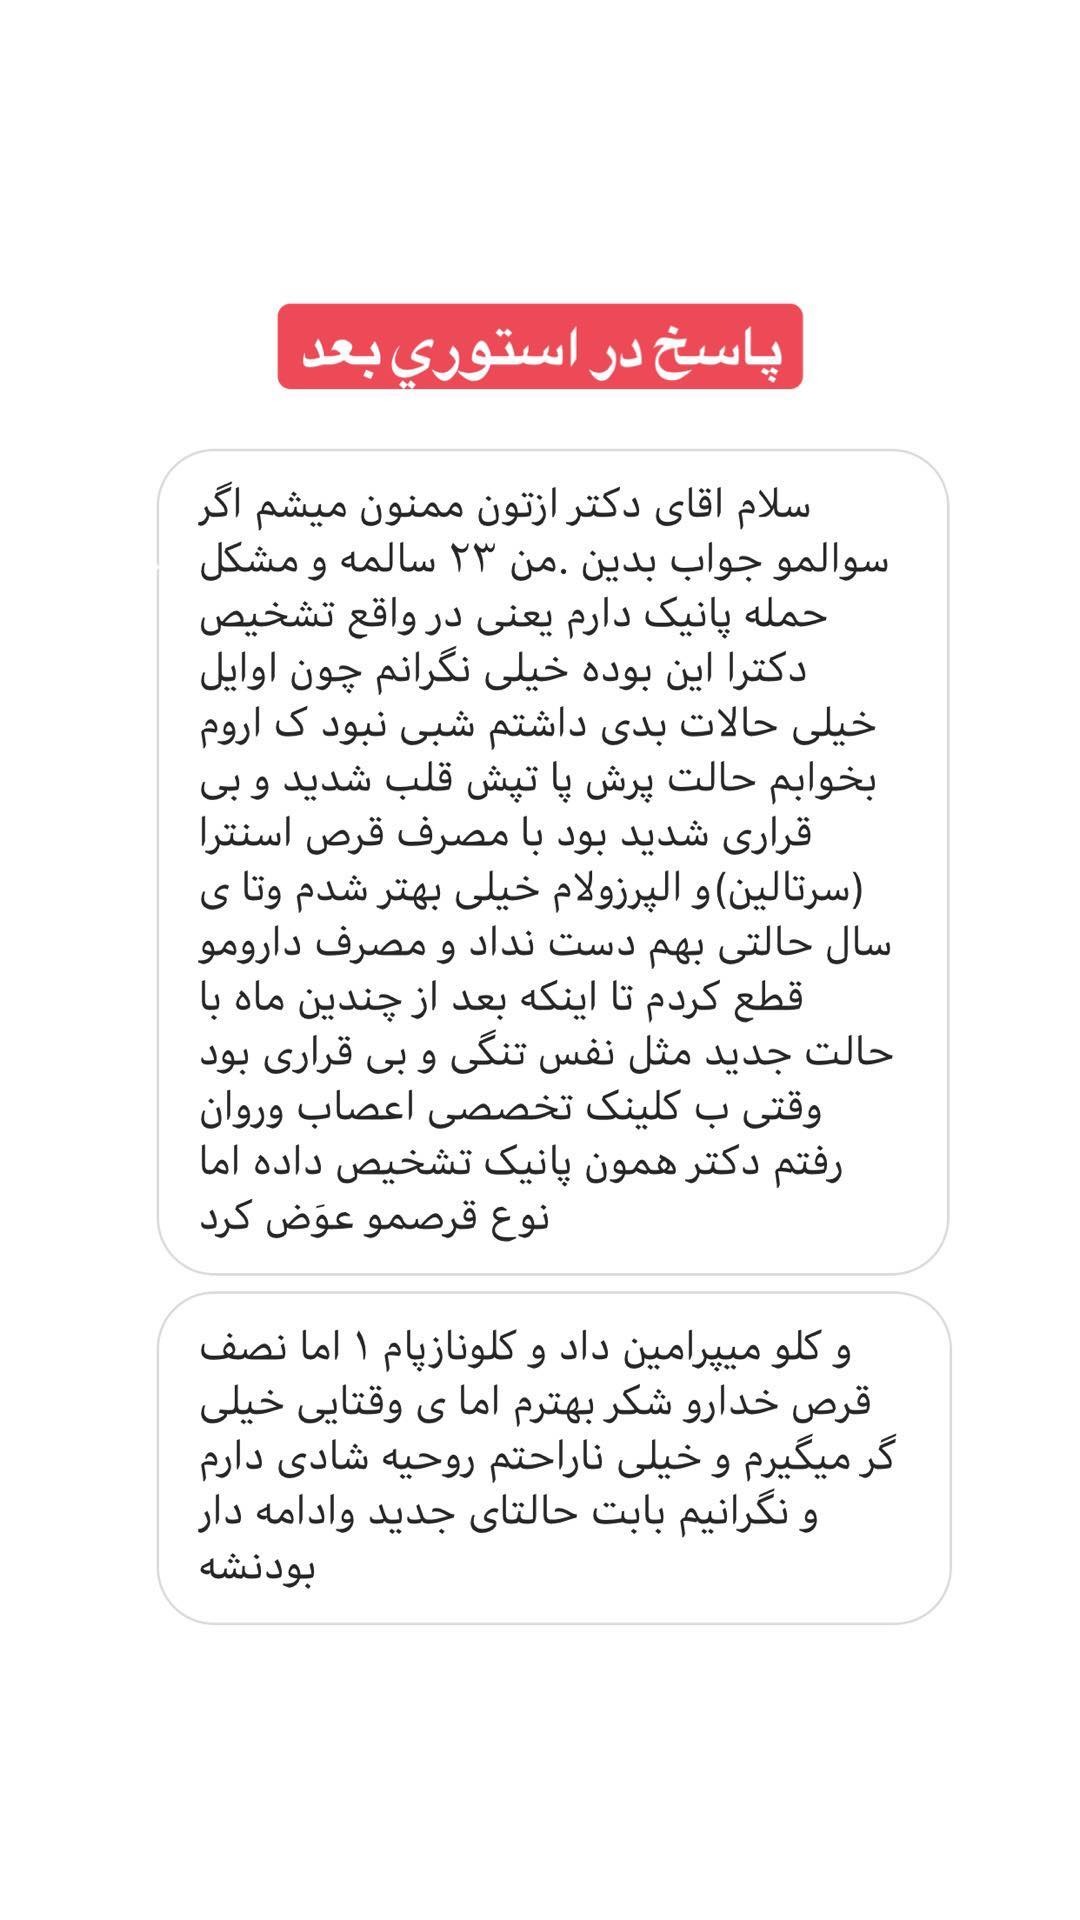 پاسخ در استوري بعد
سلام اقای دکتر ازتون ممنون میشم اگر
سوالمو جواب بدین .من ۲۳ سالمه و مشکل
حمله پانیک دارم یعنی در واقع تشخیص
دکترا این بوده خیلی نگرانم چون اوایل
خیلی حالات بدی داشتم شبی نبود ک اروم
بخوابم حالت پرش پا تپش قلب شدید و بی
قراری شدید بود با مصرف قرص اسنترا
(سرتالین)و الپرزولام خیلی بهتر شدم وتا ی
سال حالتی بهم دست نداد و مصرف دارومو
قطع کردم تا اینکه بعد از چندین ماه با
حالت جدید مثل نفس تنگی و بی قراری بود
وقتی ب کلینک تخصصی اعصاب وروان
رفتم دکتر همون پانیک تشخیص داده اما
نوع قرصمو عوَض کرد
و کلو میپرامین داد و کلونازپام ۱ اما نصف
قرص خدارو شکر بهترم اما ی وقتایی خیلی
گر میگیرم و خیلی ناراحتم روحیه شادی دارم
و نگرانیم بابت حالتای جدید وادامه دار
بودنشه